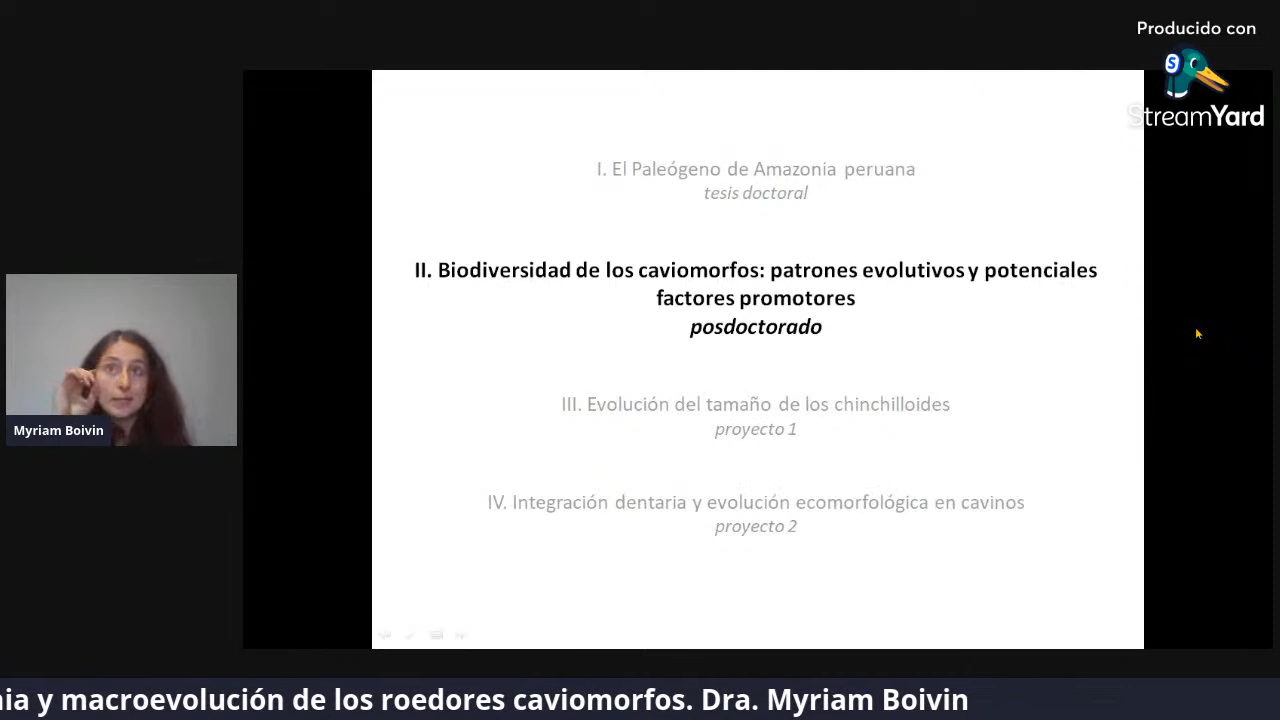 Producido con
StreamYard
I. El Paleógeno de Amazonia peruana
tesis doctoral
II. Biodiversidad de los caviomorfos: patrones evolutivos y potenciales
factores promotores
posdoctorado
III. Evolución del tamaño de los chinchilloides
proyecto 1
IV. Integración dentaria y evolución ecomorfológica en cavinos
proyecto 2
Myriam Boivin
y macroevolución de los roedores caviomorfos. Dra. Myriam Boivin